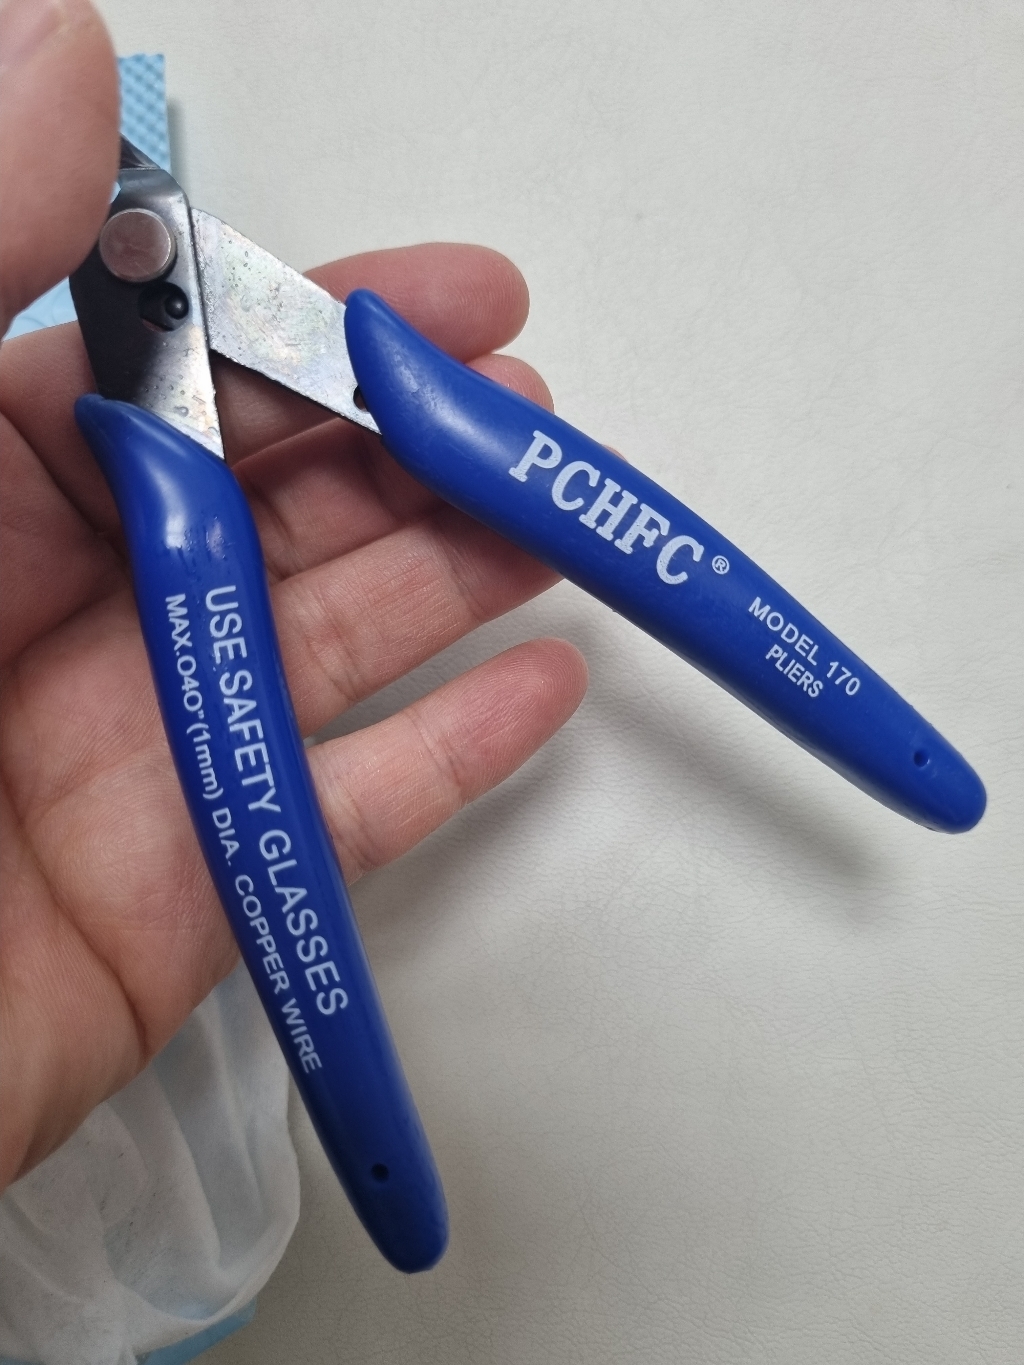 PCHFC®
MODEL 170
PLIERS
USE SAFETY GLASSES
MAX.040"(1mm) DIA. COPPER WIRE